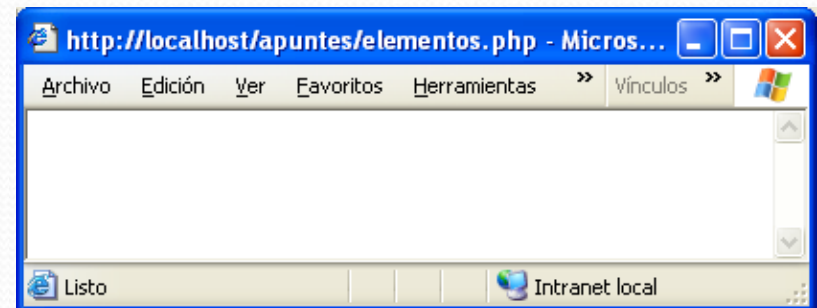 http://localhost/apuntes/elementos.php - Micros...
Archivo Edición Ver Favoritos Herramientas » Vínculos »
Listo Intranet local